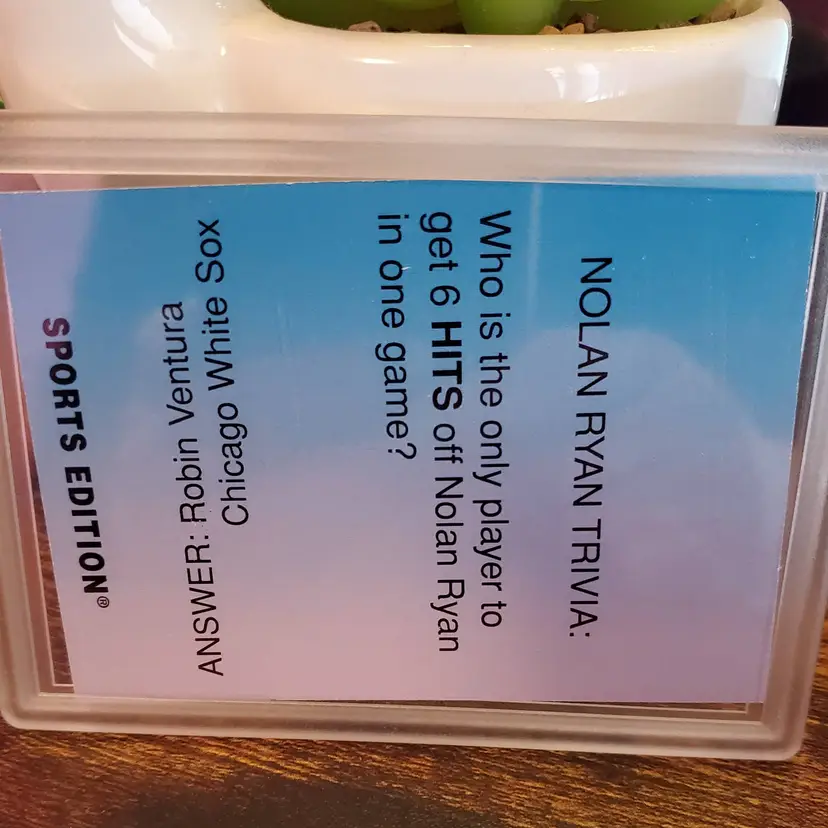 NOLAN RYAN TRIVIA:
Who is the only player to
get 6 HITS off Nolan Ryan
in one game?
ANSWER: Robin Ventura
Chicago White Sox
SPORTS EDITION®